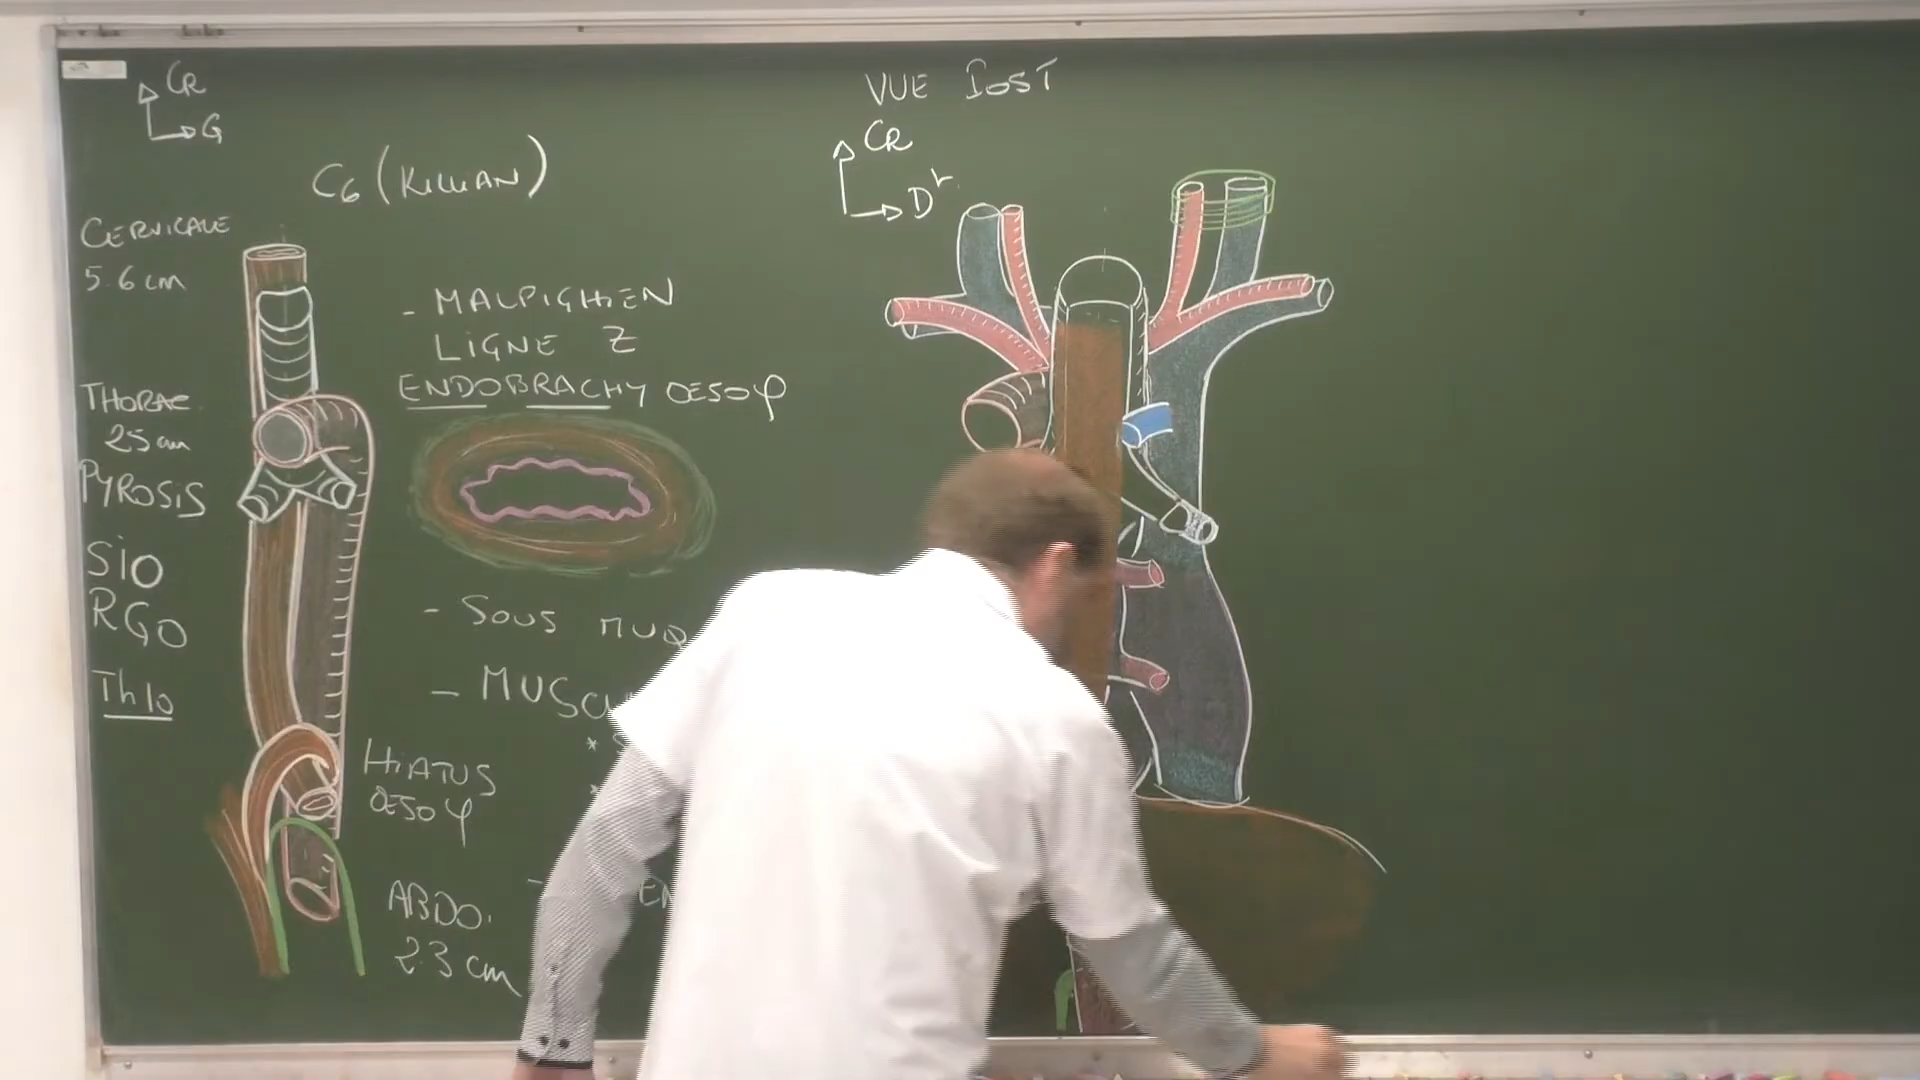 CR
G
C6 (KILLIAN)
CERVICALE
5.6 cm
THORAC
25 cm
PYROSIS
SIO
RGO
Th10
- MALPIGHIEN
LIGNE Z
ENDOBRACHY OESOφ
- SOUS MUQ
- MUSCU
*
HIATUS
OESOφ
ABDO.
2.3 cm
VUE POST
CR
Dt